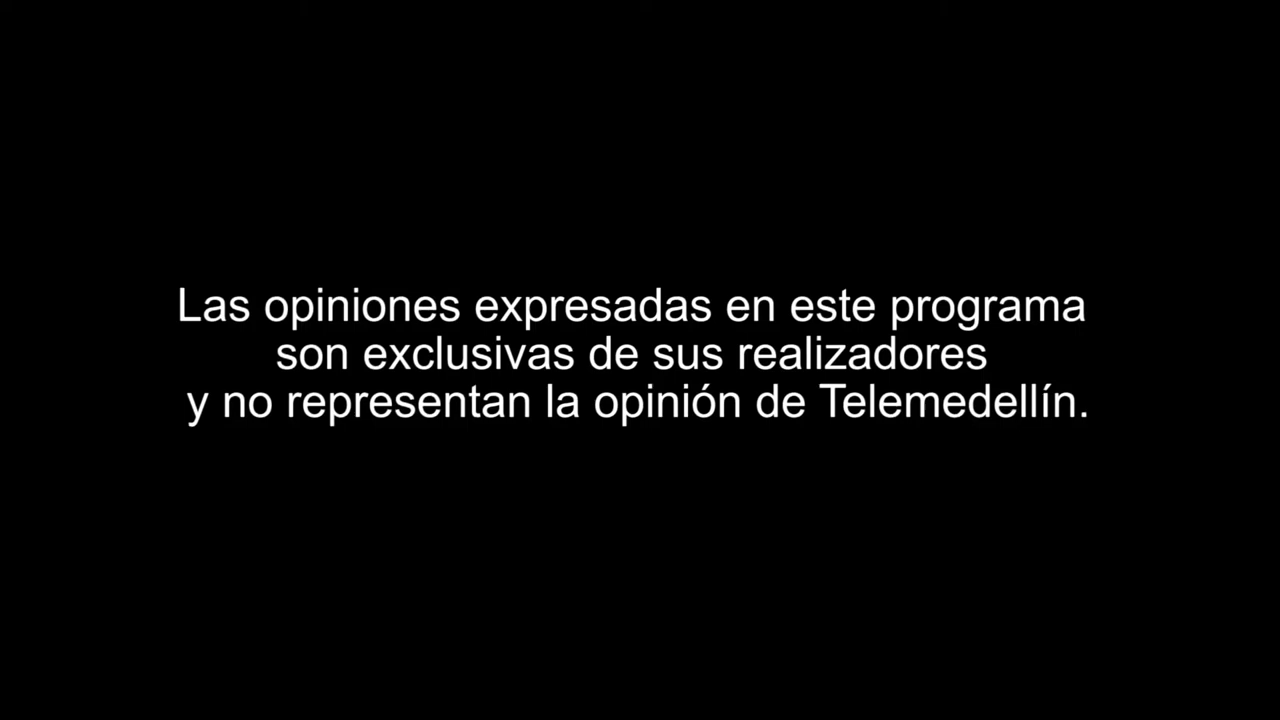 Las opiniones expresadas en este programa
son exclusivas de sus realizadores
y no representan la opinión de Telemedellín.